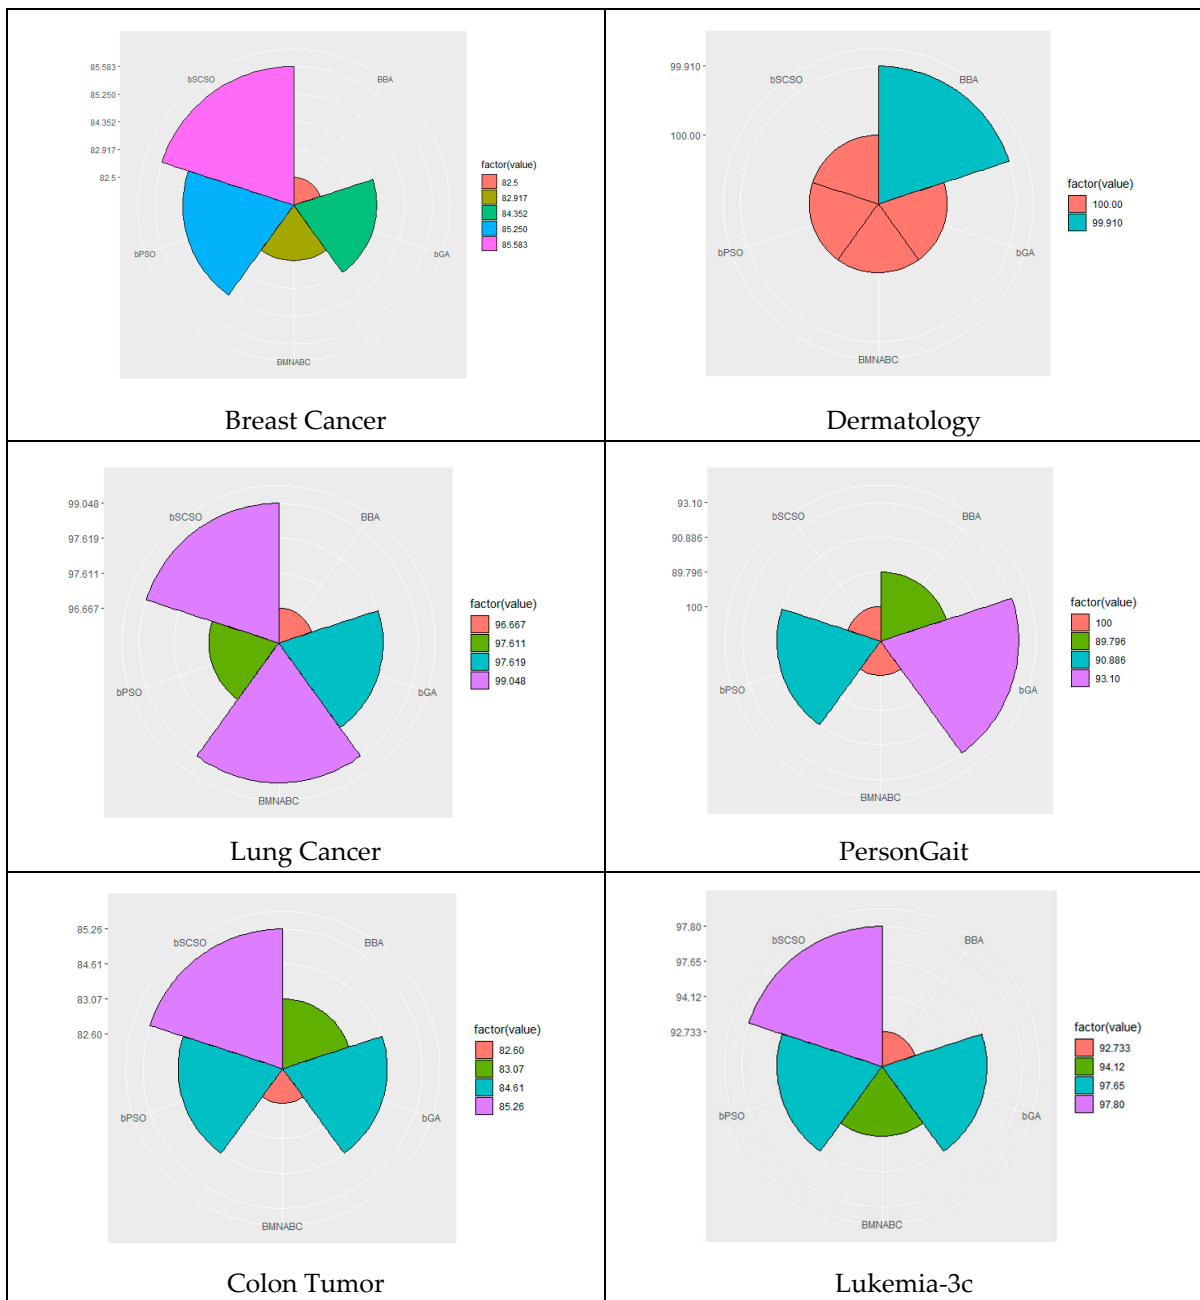 85.583
85.250
84.352
82.917
82.5
bSCSO
BBA
bPSO
bGA
BMNABC
factor(value)
82.5
82.917
84.352
85.250
85.583
Breast Cancer
99.910
100.00
bSCSO
BBA
bPSO
bGA
BMNABC
factor(value)
100.00
99.910
Dermatology
99.048
97.619
97.611
96.667
bSCSO
BBA
bPSO
bGA
BMNABC
factor(value)
96.667
97.611
97.619
99.048
Lung Cancer
93.10
90.886
89.796
100
bSCSO
BBA
bPSO
bGA
BMNABC
factor(value)
100
89.796
90.886
93.10
PersonGait
85.26
84.61
83.07
82.60
bSCSO
BBA
bPSO
bGA
BMNABC
factor(value)
82.60
83.07
84.61
85.26
Colon Tumor
97.80
97.65
94.12
92.733
bSCSO
BBA
bPSO
bGA
BMNABC
factor(value)
92.733
94.12
97.65
97.80
Lukemia-3c